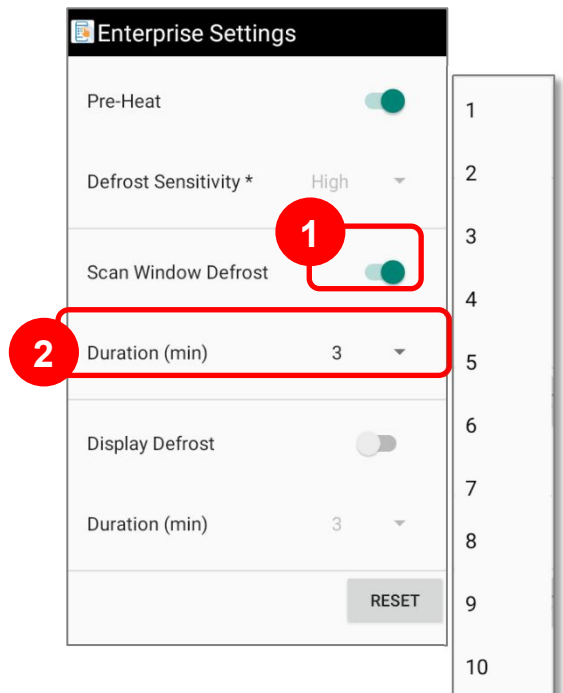 Enterprise Settings
Pre-Heat
Defrost Sensitivity * High
1
Scan Window Defrost
2
Duration (min) 3
Display Defrost
Duration (min) 3
RESET
1
2
3
4
5
6
7
8
9
10